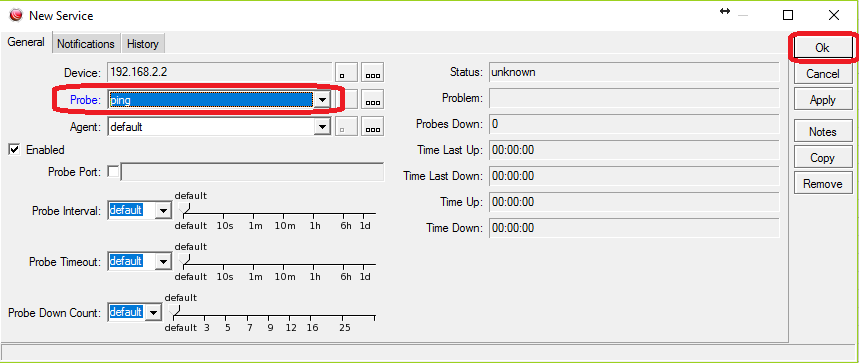 New Service
General Notifications History
Device: 192.168.2.2
Probe: ping
Agent: default
Enabled
Probe Port:
default
Probe Interval: default
default 10s 1m 10m 1h 6h 1d
default
Probe Timeout: default
default 10s 1m 10m 1h 6h 1d
default
Probe Down Count: default
default 3 5 7 9 12 16 25
Status: unknown
Problem:
Probes Down: 0
Time Last Up: 00:00:00
Time Last Down: 00:00:00
Time Up: 00:00:00
Time Down: 00:00:00
Ok
Cancel
Apply
Notes
Copy
Remove